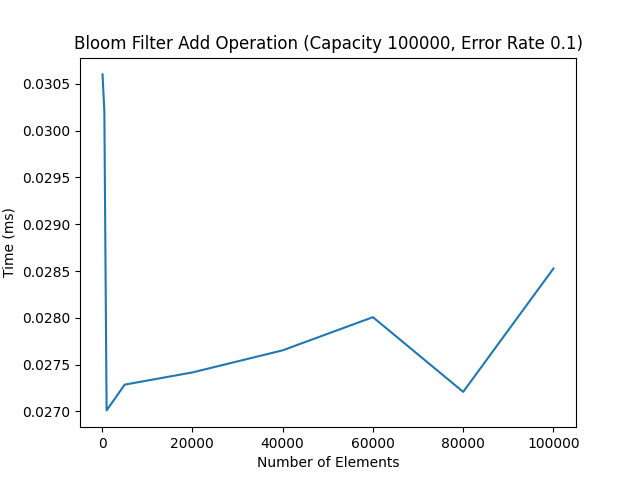 Bloom Filter Add Operation (Capacity 100000, Error Rate 0.1)
0.0305
0.0300
0.0295
0.0290
0.0285
0.0280
0.0275
0.0270
Time (ms)
0 20000 40000 60000 80000 100000
Number of Elements